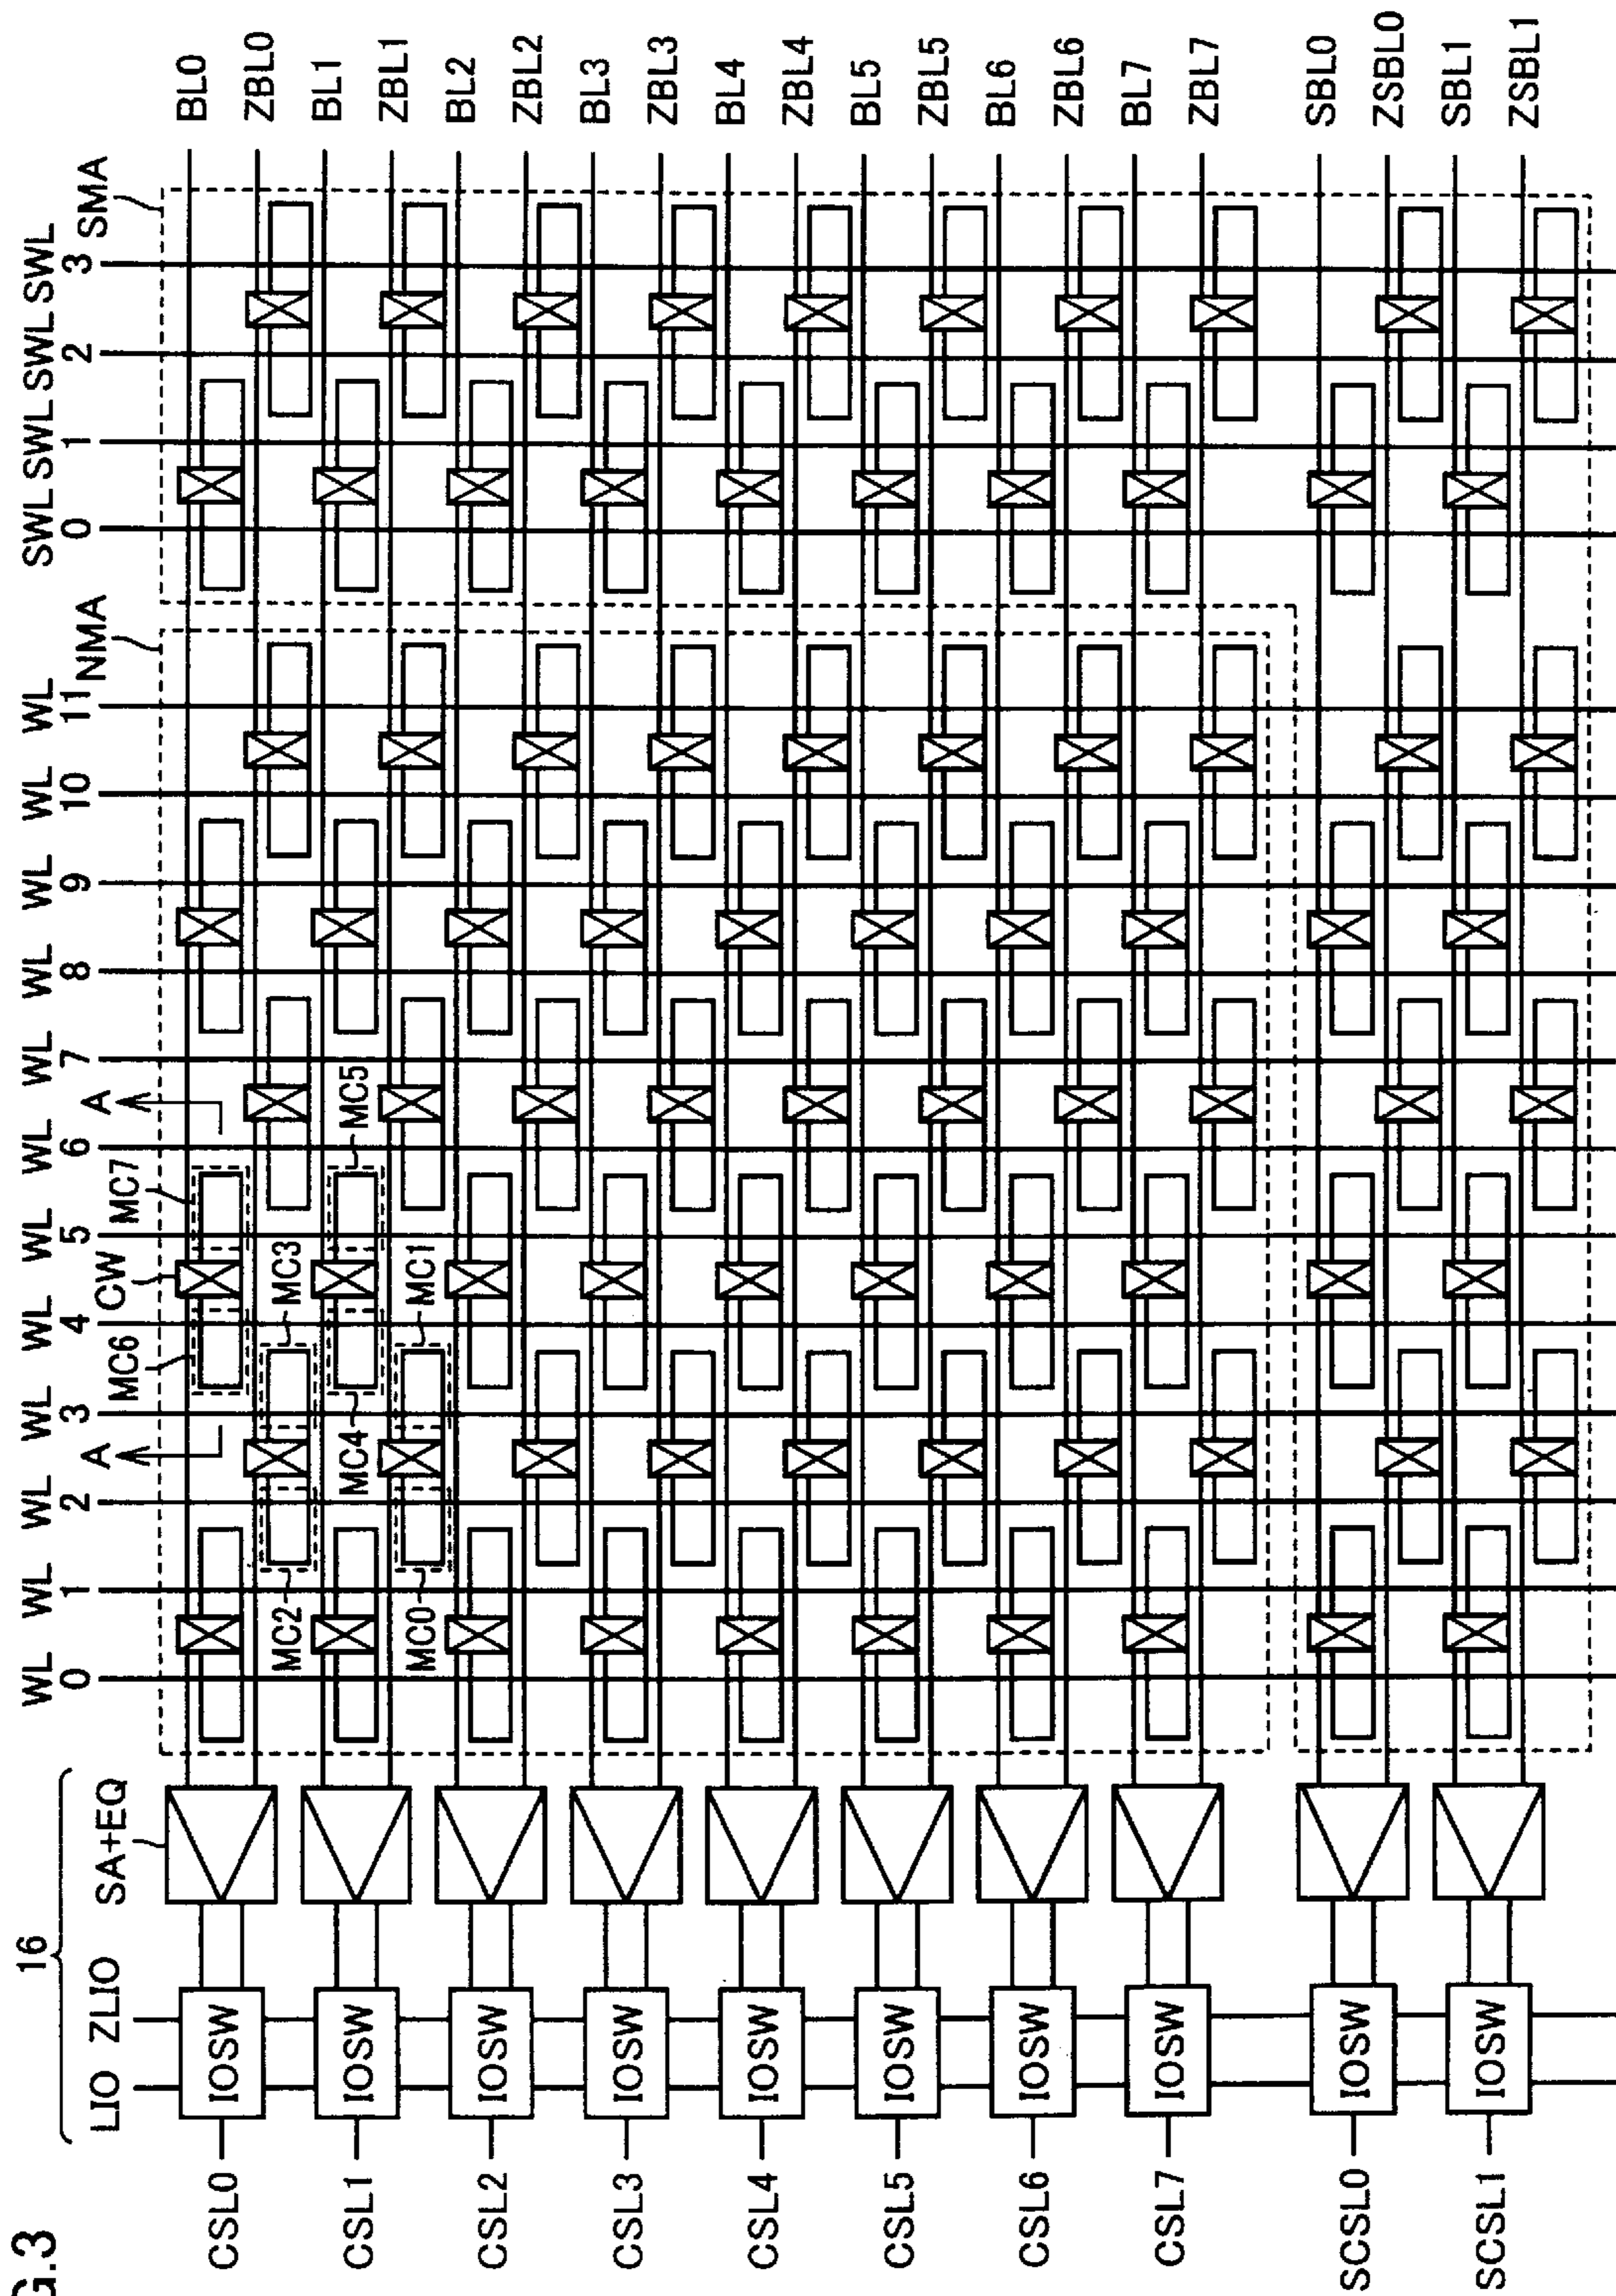 G.3
16
LIO ZLIO SA+EQ
WL WL WL WL WL WL WL WL WL WL WL WL SWL SWL SWL SWL
0 1 2 3 4 5 6 7 8 9 10 11 0 1 2 3
A A
NMA SMA
MC6 CW MC7
MC2 MC3
MC4 MC5
MC0 MC1
CSL0 IOSW BL0
ZBL0
CSL1 IOSW BL1
ZBL1
CSL2 IOSW BL2
ZBL2
CSL3 IOSW BL3
ZBL3
CSL4 IOSW BL4
ZBL4
CSL5 IOSW BL5
ZBL5
CSL6 IOSW BL6
ZBL6
CSL7 IOSW BL7
ZBL7
SCSL0 IOSW SBL0
ZSBL0
SCSL1 IOSW SBL1
ZSBL1